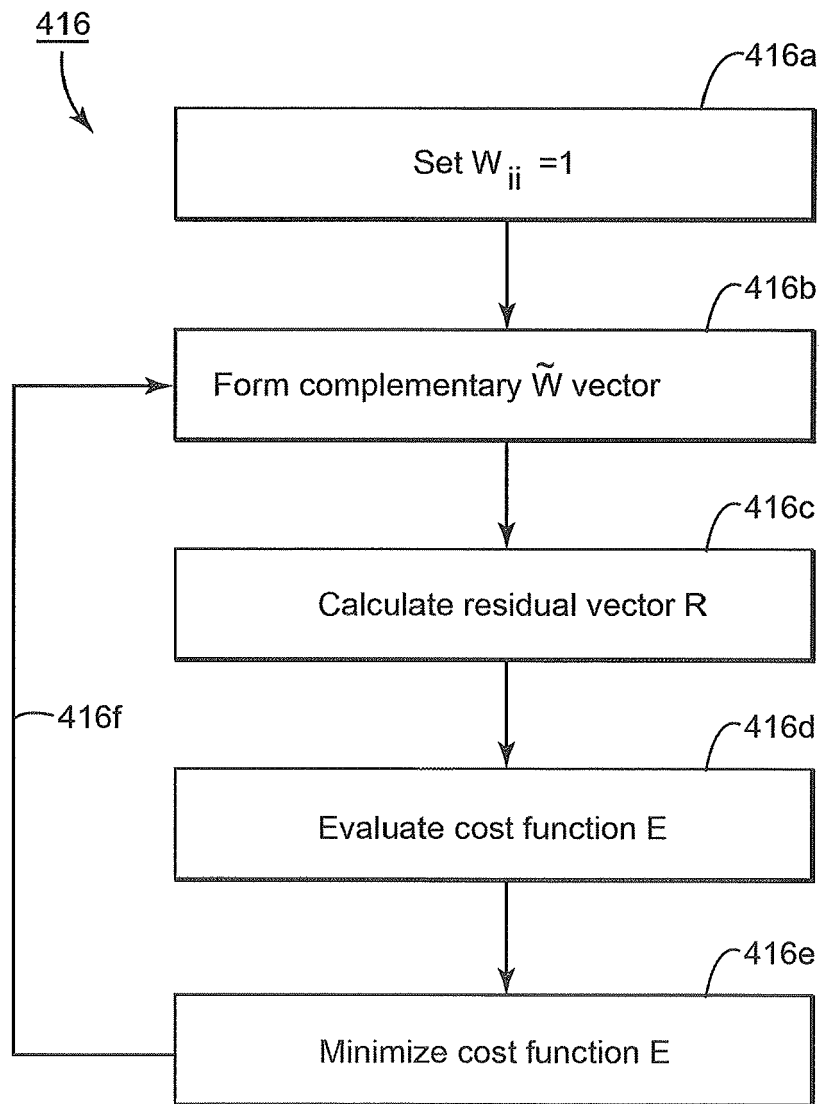 416
416a
Set W ii =1
416b
Form complementary W̃ vector
416c
Calculate residual vector R
416f
416d
Evaluate cost function E
416e
Minimize cost function E